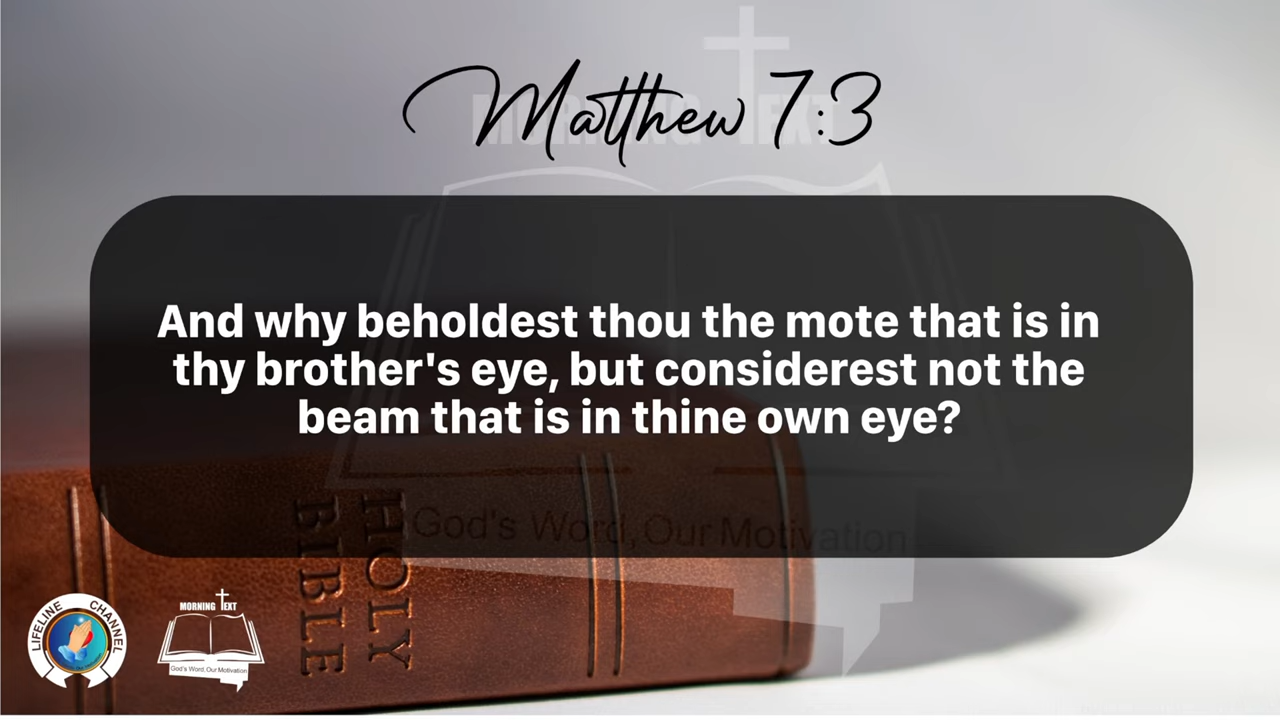 Matthew 7:3
MORNING TEXT
And why beholdest thou the mote that is in
thy brother's eye, but considerest not the
beam that is in thine own eye?
God's Word, Our Motivation
HOLY
BIBLE
LIFELINE CHANNEL
MORNING TEXT
God's Word, Our Motivation